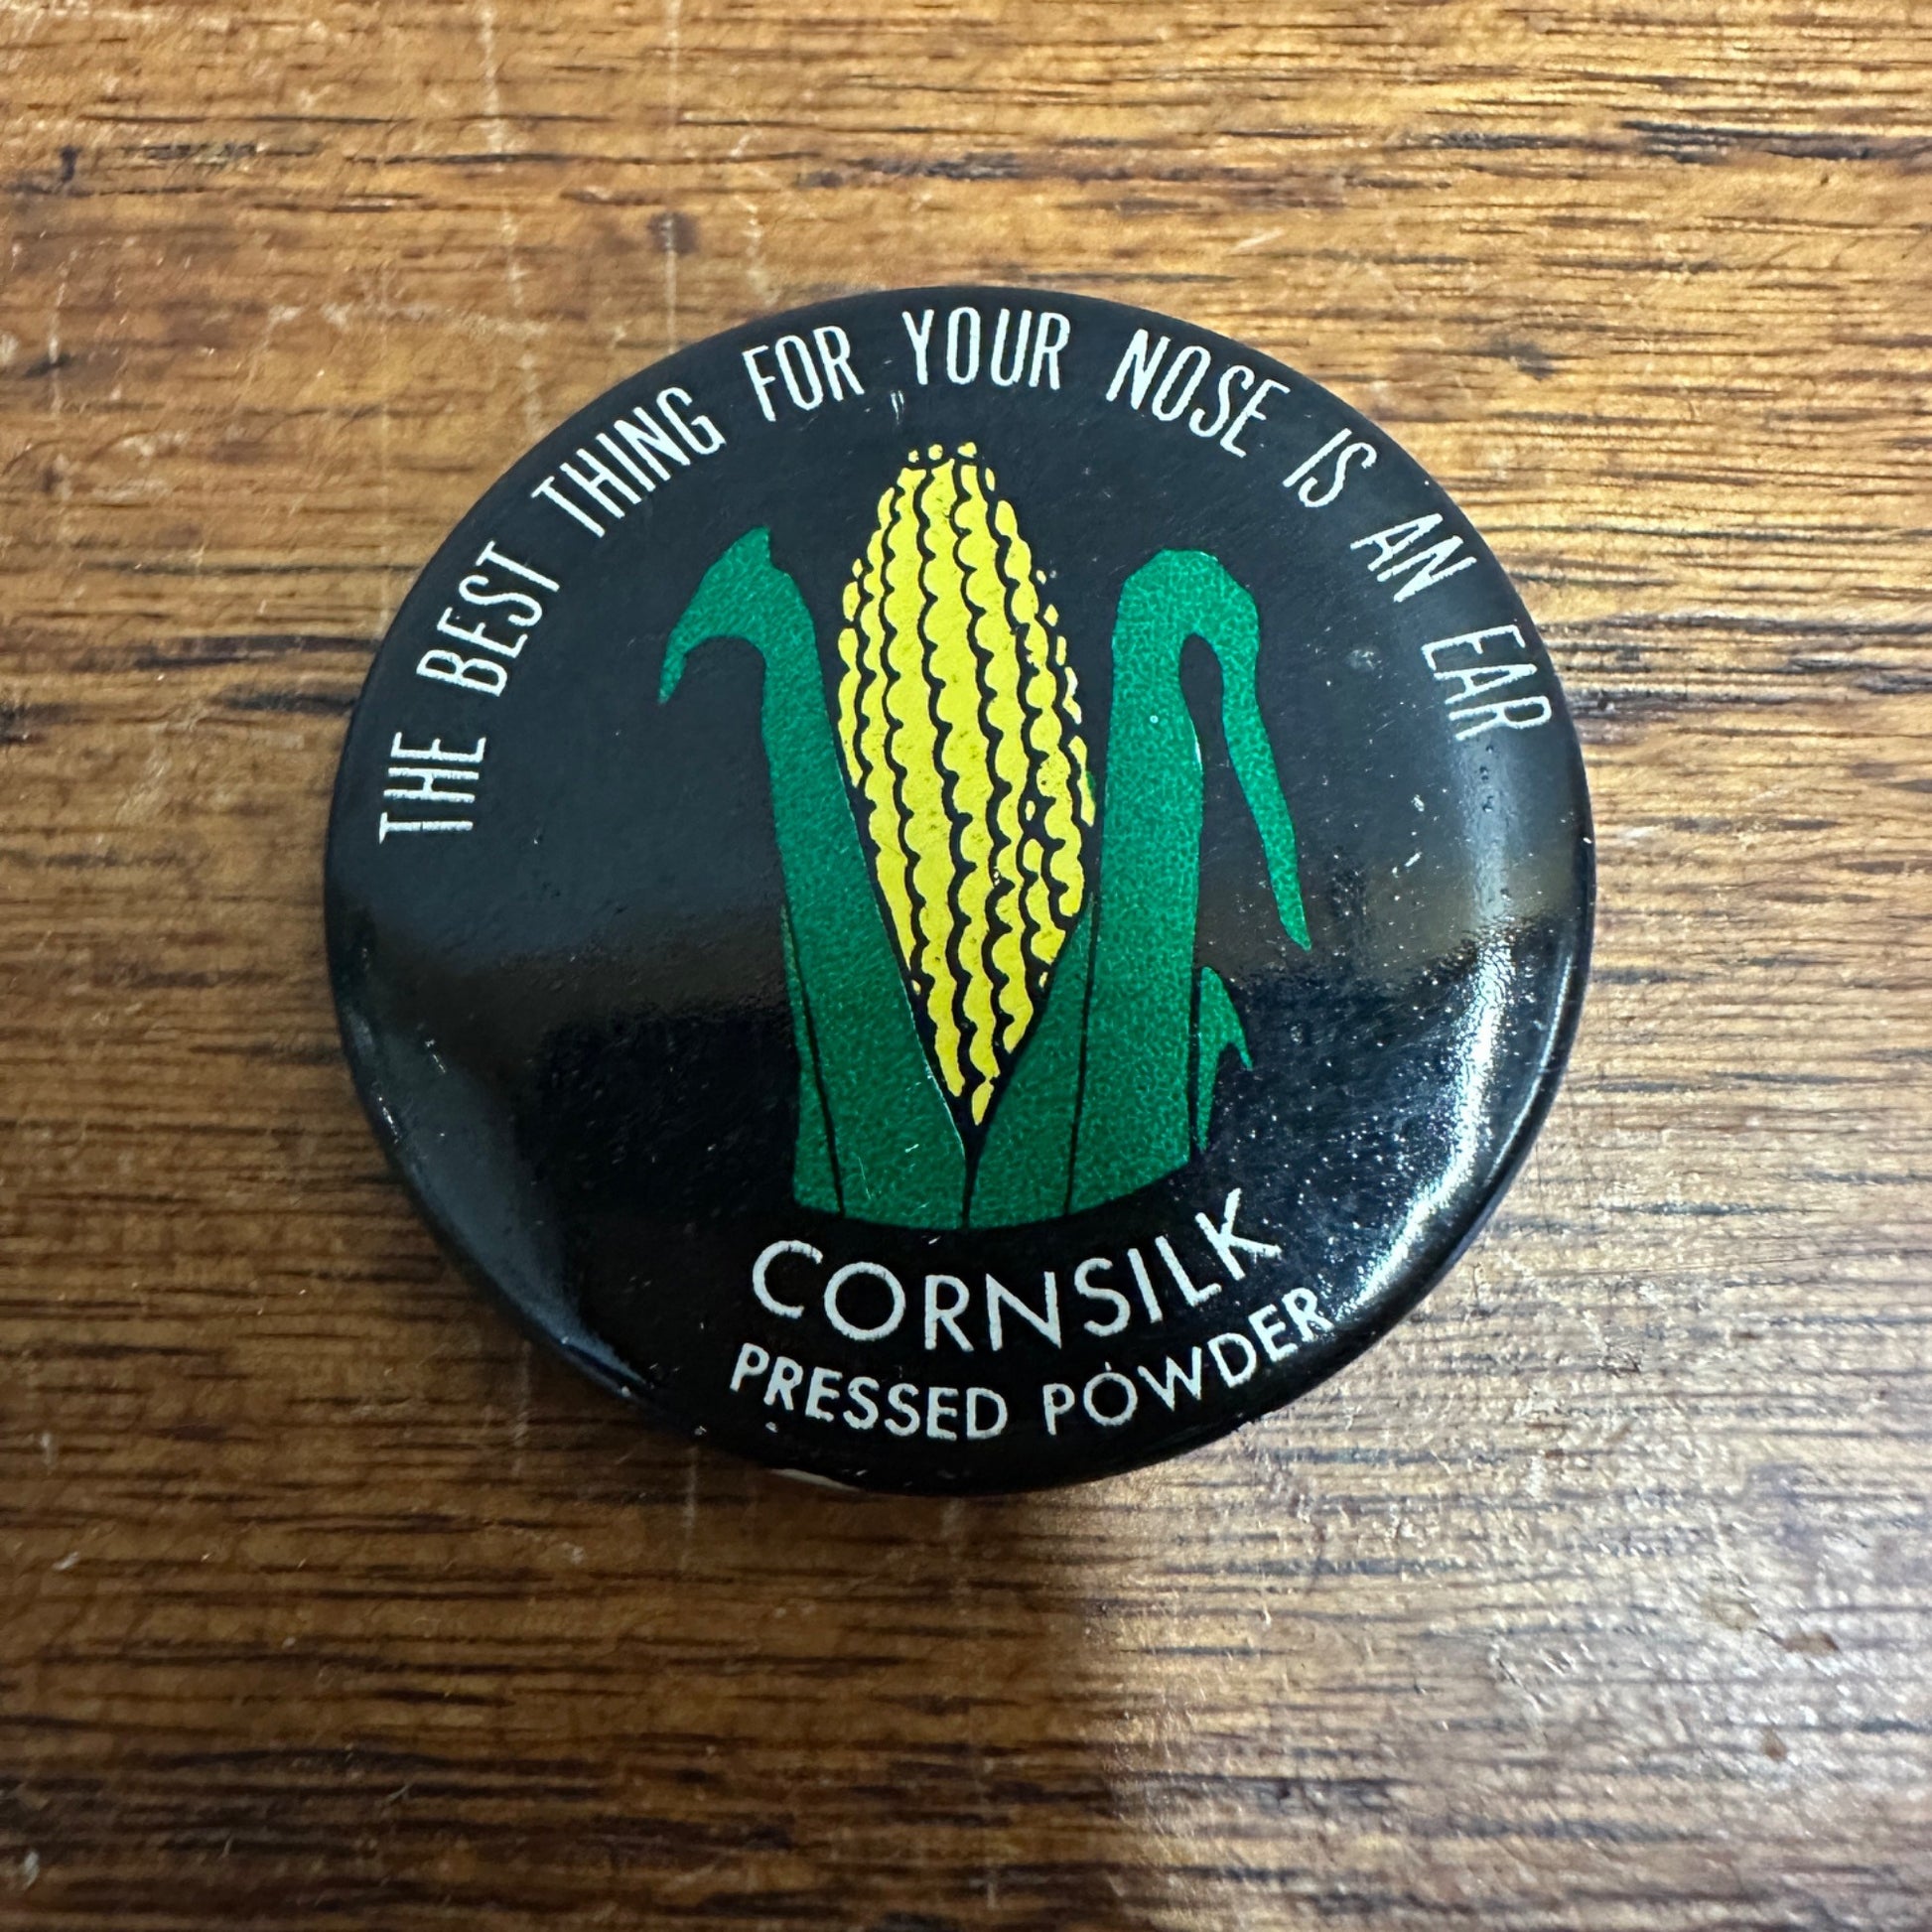 THE BEST THING FOR YOUR NOSE IS AN EAR
CORNSILK
PRESSED POWDER